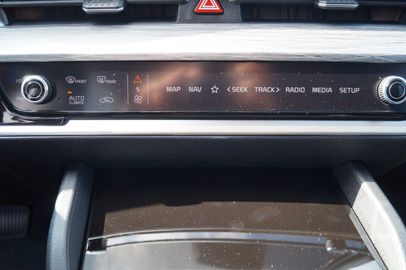 FRONT REAR
MAP NAV SEEK TRACK RADIO MEDIA SETUP
AUTO
CLIMATE